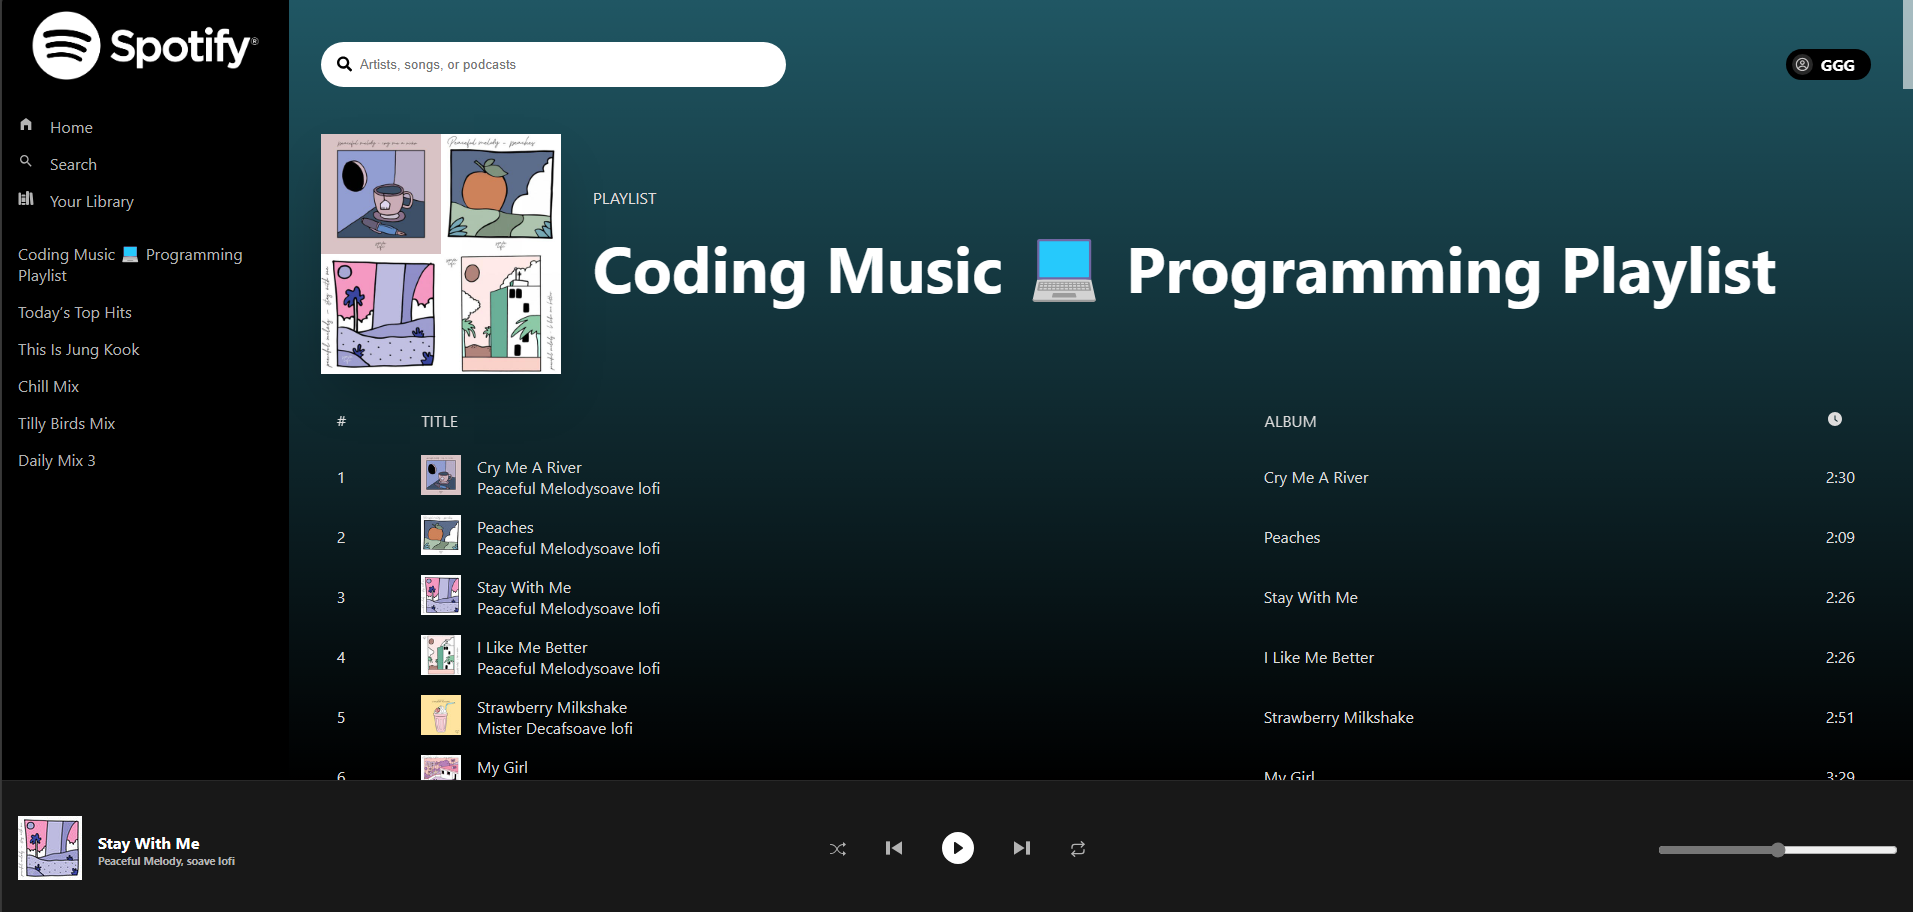 Spotify®
Home
Search
Your Library
Coding Music 💻 Programming
Playlist
Today’s Top Hits
This Is Jung Kook
Chill Mix
Tilly Birds Mix
Daily Mix 3
Artists, songs, or podcasts
GGG
PLAYLIST
Coding Music 💻 Programming Playlist
# TITLE ALBUM
1 Cry Me A River Cry Me A River 2:30
Peaceful Melodysoave lofi
2 Peaches Peaches 2:09
Peaceful Melodysoave lofi
3 Stay With Me Stay With Me 2:26
Peaceful Melodysoave lofi
4 I Like Me Better I Like Me Better 2:26
Peaceful Melodysoave lofi
5 Strawberry Milkshake Strawberry Milkshake 2:51
Mister Decafsoave lofi
6 My Girl My Girl 3:29
Stay With Me
Peaceful Melody, soave lofi